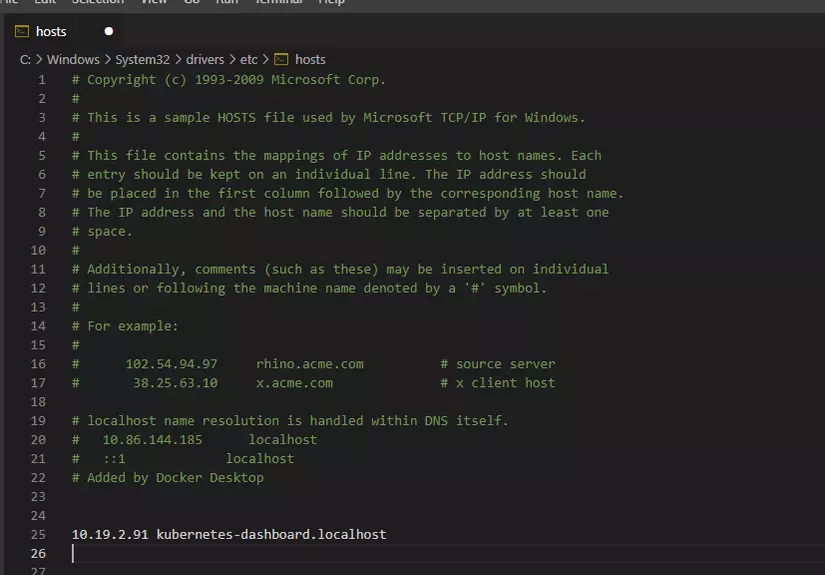 File Edit Selection View Go Run Terminal Help
hosts
C: > Windows > System32 > drivers > etc > hosts
1 # Copyright (c) 1993-2009 Microsoft Corp.
2 #
3 # This is a sample HOSTS file used by Microsoft TCP/IP for Windows.
4 #
5 # This file contains the mappings of IP addresses to host names. Each
6 # entry should be kept on an individual line. The IP address should
7 # be placed in the first column followed by the corresponding host name.
8 # The IP address and the host name should be separated by at least one
9 # space.
10 #
11 # Additionally, comments (such as these) may be inserted on individual
12 # lines or following the machine name denoted by a '#' symbol.
13 #
14 # For example:
15 #
16 # 102.54.94.97 rhino.acme.com # source server
17 # 38.25.63.10 x.acme.com # x client host
18
19 # localhost name resolution is handled within DNS itself.
20 # 10.86.144.185 localhost
21 # ::1 localhost
22 # Added by Docker Desktop
23
24
25 10.19.2.91 kubernetes-dashboard.localhost
26
27